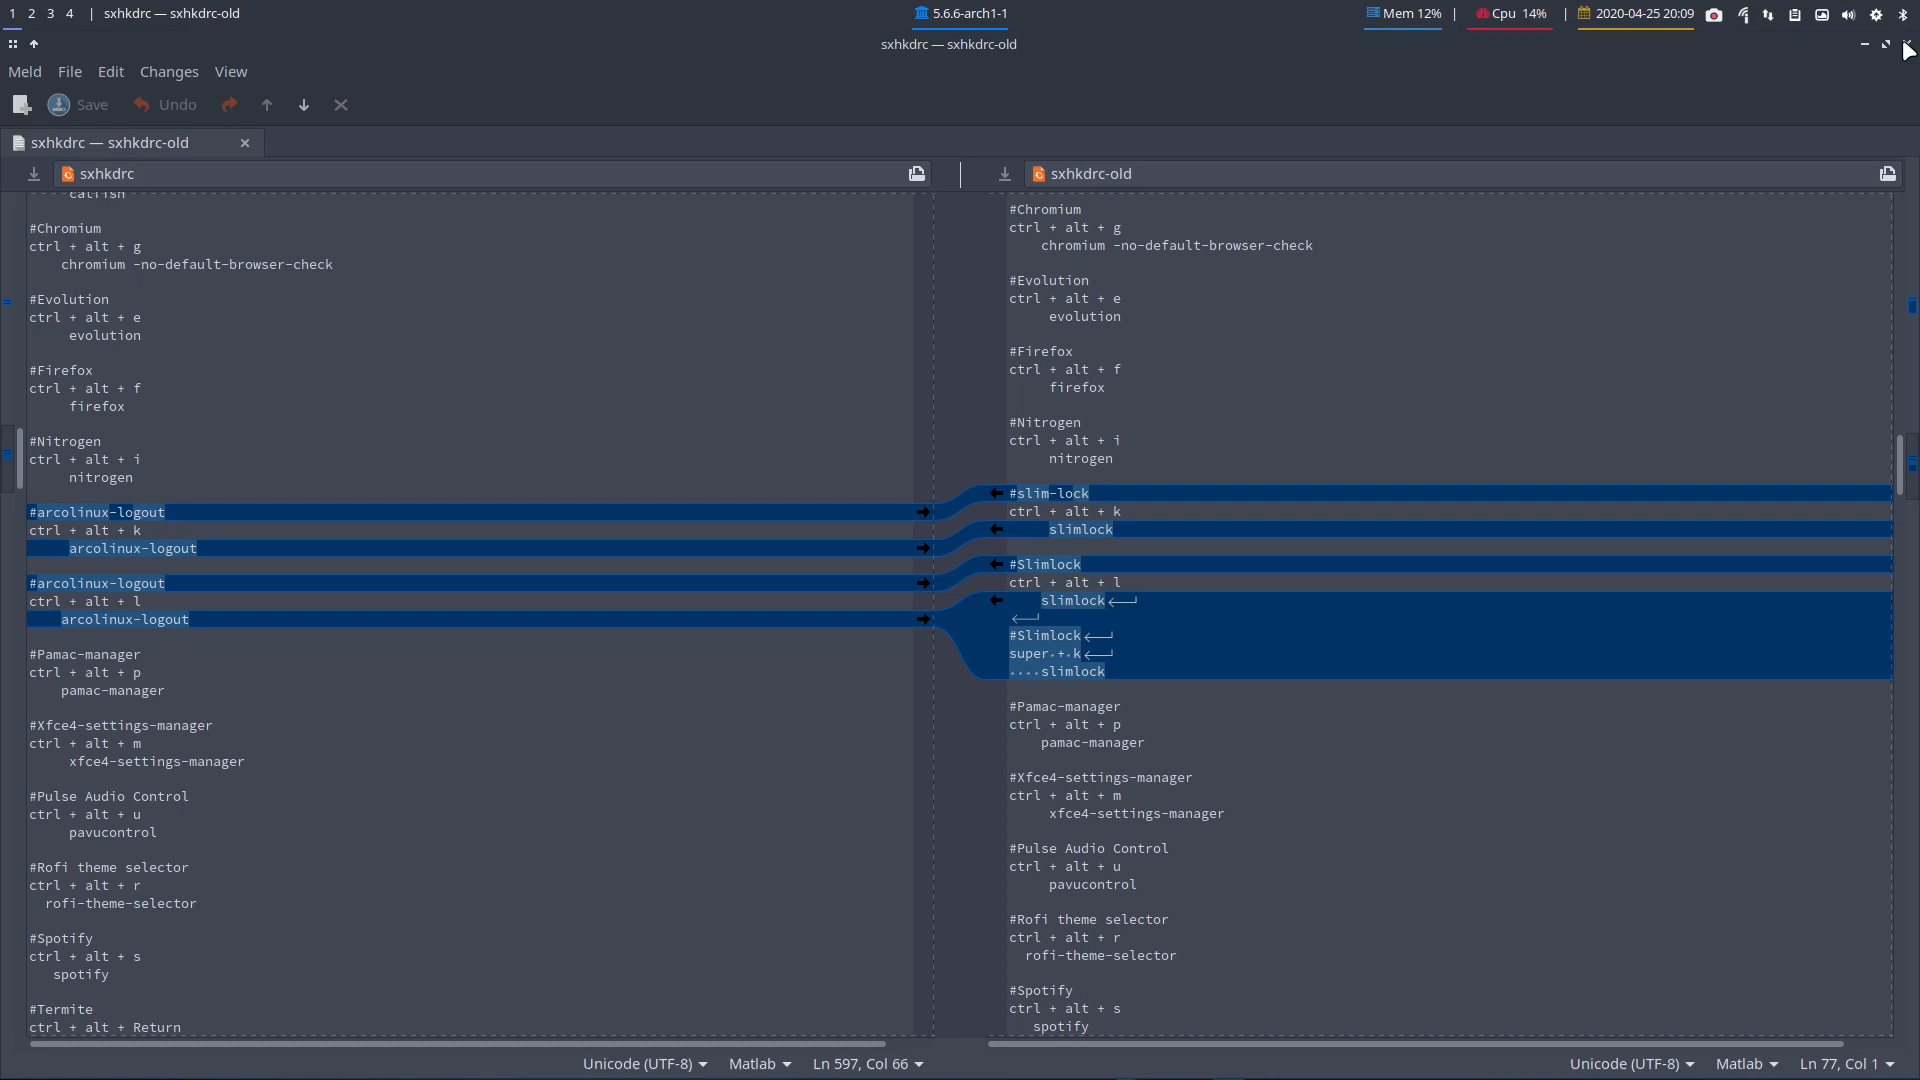 1 2 3 4 | sxhkdrc — sxhkdrc-old
5.6.6-arch1-1
Mem 12% | Cpu 14% | 2020-04-25 20:09
sxhkdrc — sxhkdrc-old
Meld File Edit Changes View
Save Undo
sxhkdrc — sxhkdrc-old
sxhkdrc
catfish
#Chromium
ctrl + alt + g
chromium -no-default-browser-check
#Evolution
ctrl + alt + e
evolution
#Firefox
ctrl + alt + f
firefox
#Nitrogen
ctrl + alt + i
nitrogen
#arcolinux-logout
ctrl + alt + k
arcolinux-logout
#arcolinux-logout
ctrl + alt + l
arcolinux-logout
#Pamac-manager
ctrl + alt + p
pamac-manager
#Xfce4-settings-manager
ctrl + alt + m
xfce4-settings-manager
#Pulse Audio Control
ctrl + alt + u
pavucontrol
#Rofi theme selector
ctrl + alt + r
rofi-theme-selector
#Spotify
ctrl + alt + s
spotify
#Termite
ctrl + alt + Return
Unicode (UTF-8) Matlab Ln 597, Col 66
sxhkdrc-old
#Chromium
ctrl + alt + g
chromium -no-default-browser-check
#Evolution
ctrl + alt + e
evolution
#Firefox
ctrl + alt + f
firefox
#Nitrogen
ctrl + alt + i
nitrogen
#slim-lock
ctrl + alt + k
slimlock
#Slimlock
ctrl + alt + l
slimlock
#Slimlock
super·+·k
····slimlock
#Pamac-manager
ctrl + alt + p
pamac-manager
#Xfce4-settings-manager
ctrl + alt + m
xfce4-settings-manager
#Pulse Audio Control
ctrl + alt + u
pavucontrol
#Rofi theme selector
ctrl + alt + r
rofi-theme-selector
#Spotify
ctrl + alt + s
spotify
Unicode (UTF-8) Matlab Ln 77, Col 1